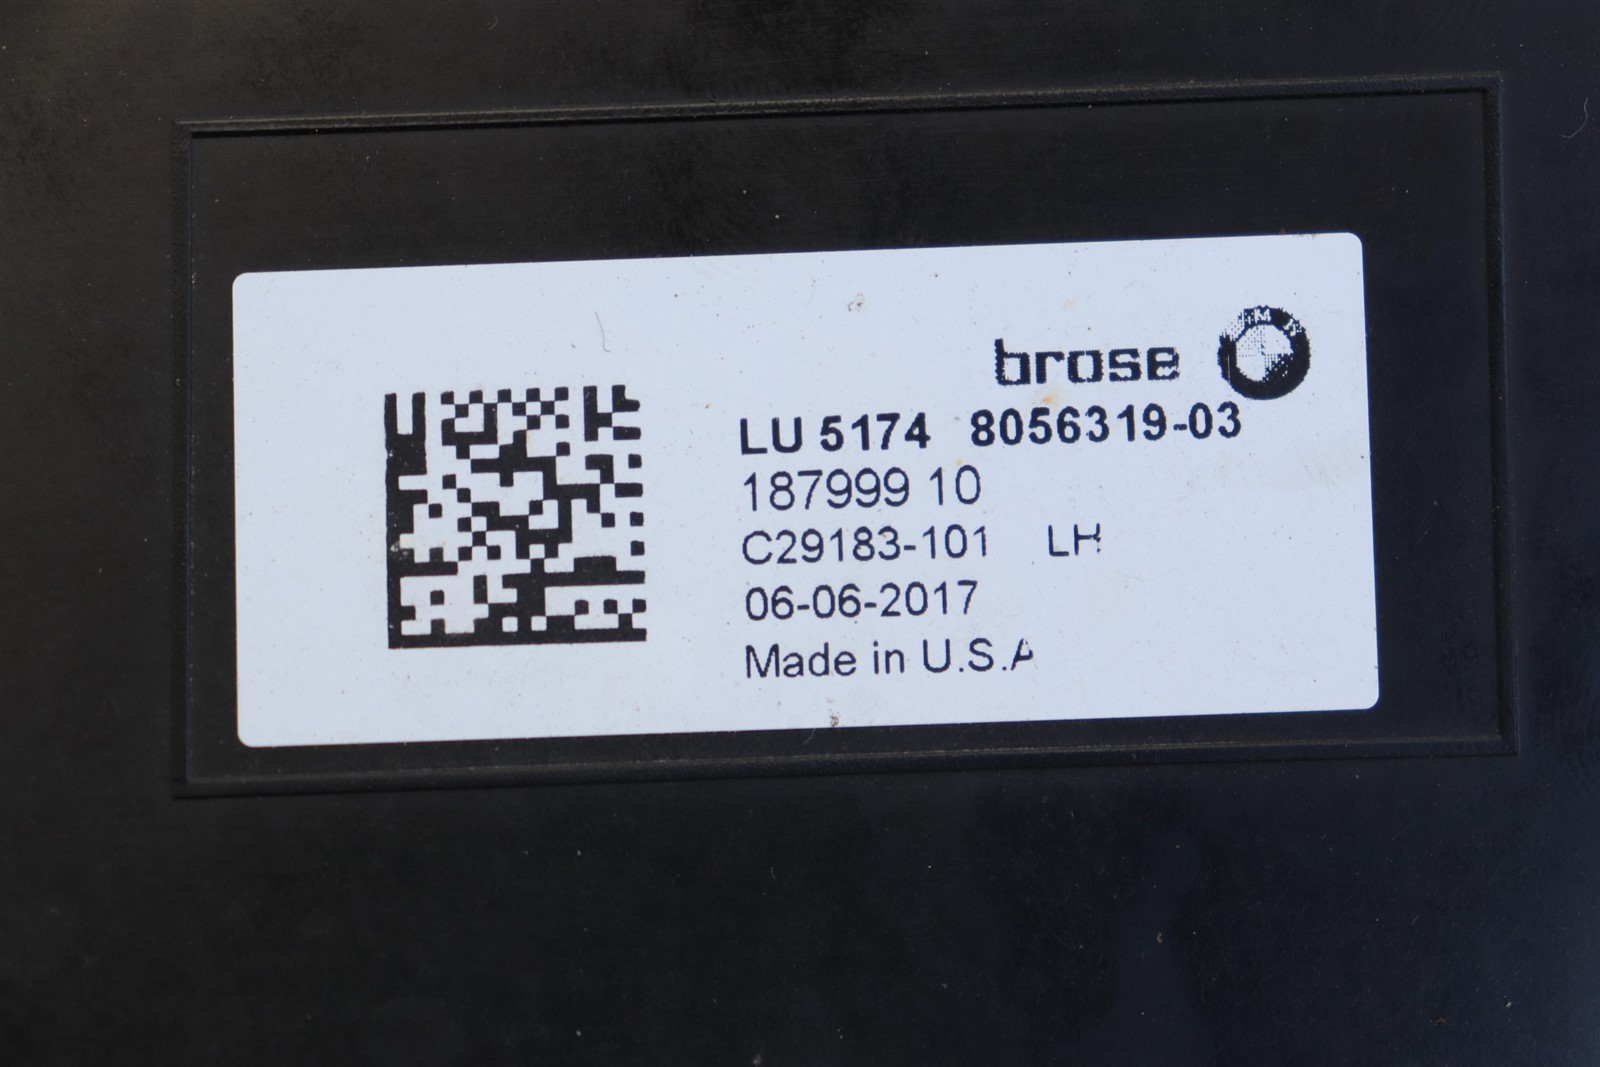 brose
LU 5174 8056319-03
187999 10
C29183-101 LH
06-06-2017
Made in U.S.A